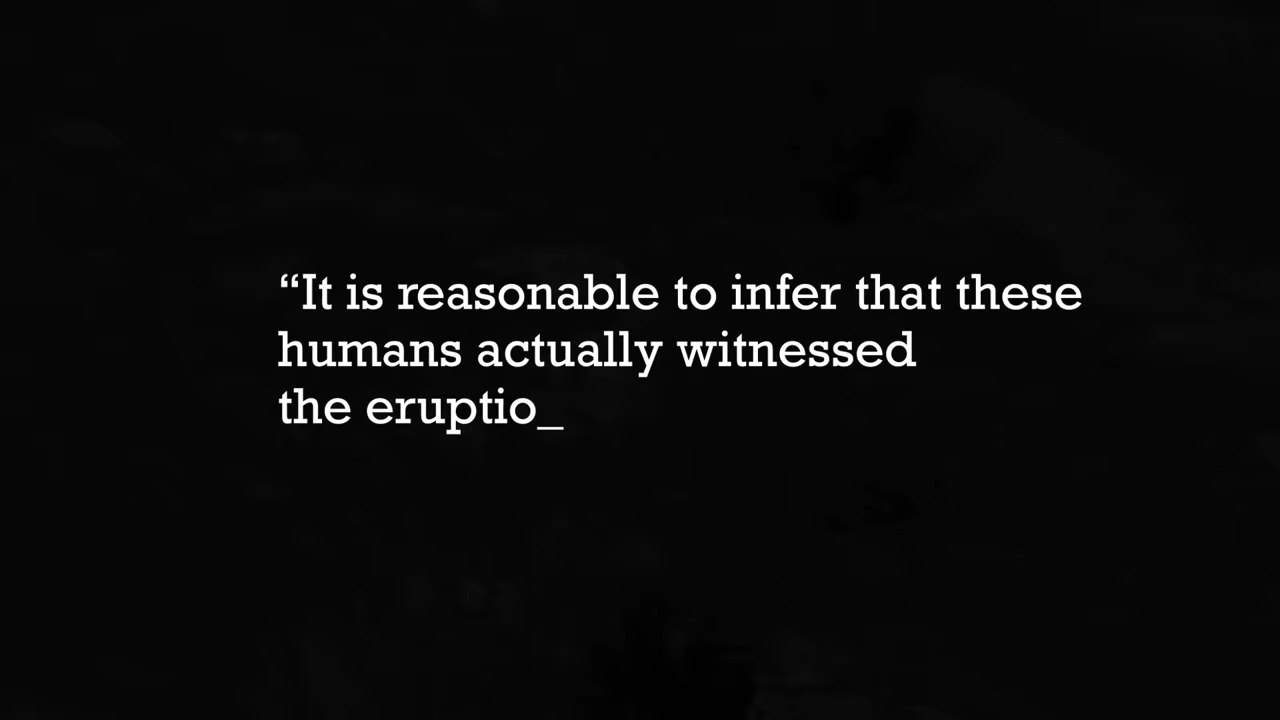 “It is reasonable to infer that these
humans actually witnessed
the eruptio_